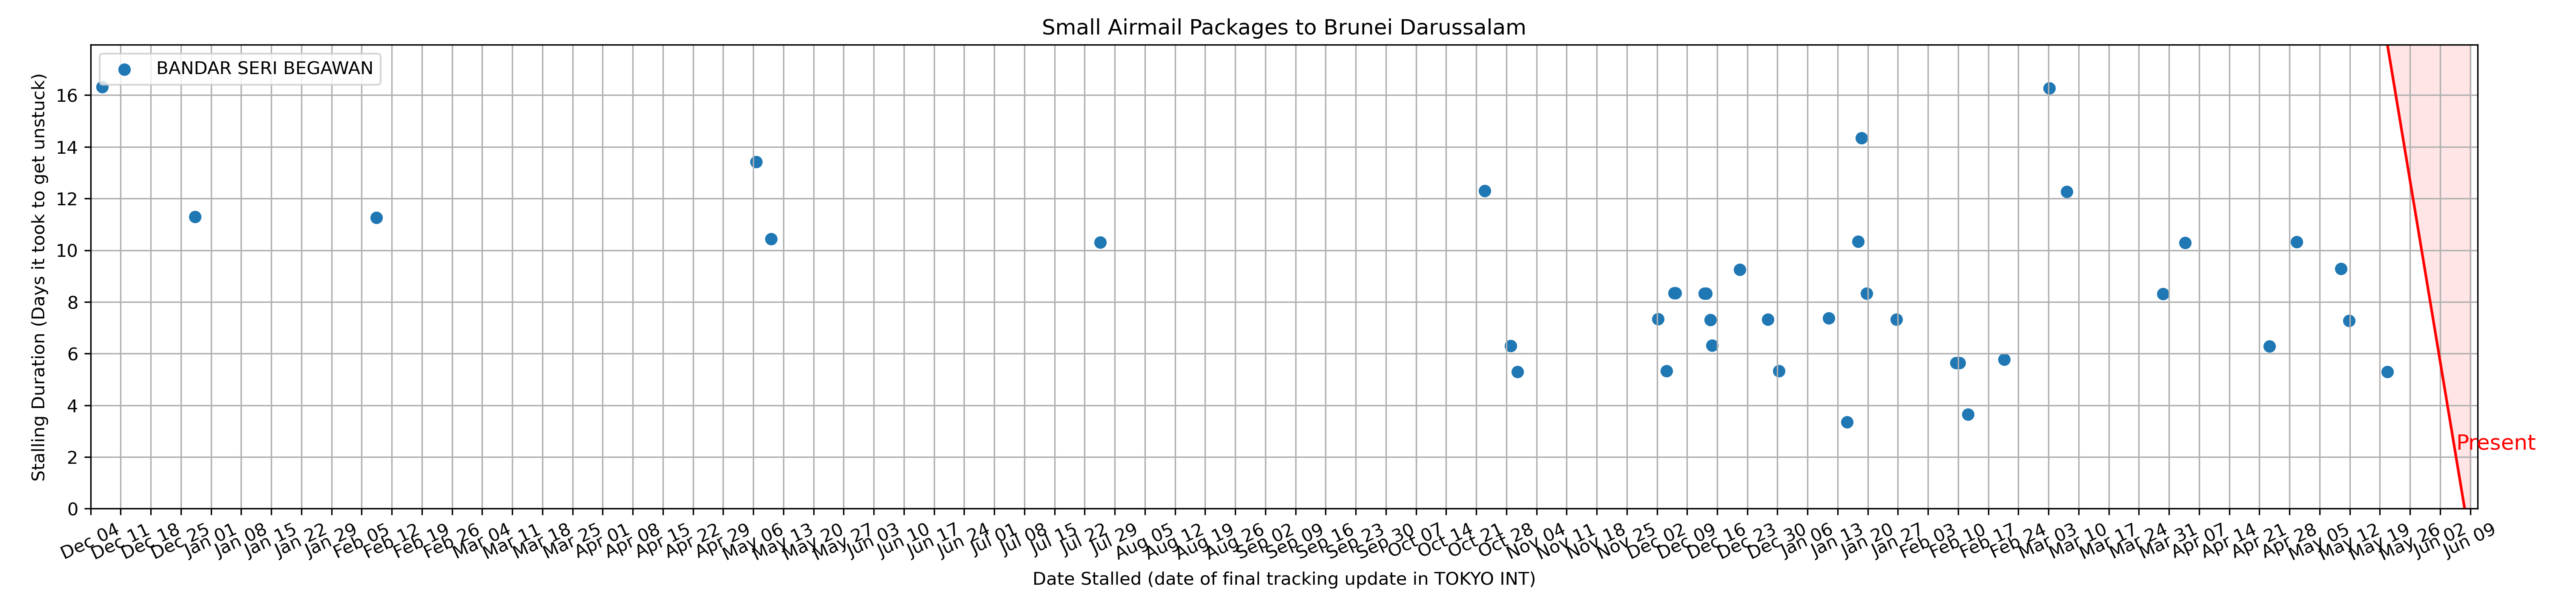 Small Airmail Packages to Brunei Darussalam
BANDAR SERI BEGAWAN
Stalling Duration (Days it took to get unstuck)
16
14
12
10
8
6
4
2
0
Present
Dec 04
Dec 11
Dec 18
Dec 25
Jan 01
Jan 08
Jan 15
Jan 22
Jan 29
Feb 05
Feb 12
Feb 19
Feb 26
Mar 04
Mar 11
Mar 18
Mar 25
Apr 01
Apr 08
Apr 15
Apr 22
Apr 29
May 06
May 13
May 20
May 27
Jun 03
Jun 10
Jun 17
Jun 24
Jul 01
Jul 08
Jul 15
Jul 22
Jul 29
Aug 05
Aug 12
Aug 19
Aug 26
Sep 02
Sep 09
Sep 16
Sep 23
Sep 30
Oct 07
Oct 14
Oct 21
Oct 28
Nov 04
Nov 11
Nov 18
Nov 25
Dec 02
Dec 09
Dec 16
Dec 23
Dec 30
Jan 06
Jan 13
Jan 20
Jan 27
Feb 03
Feb 10
Feb 17
Feb 24
Mar 03
Mar 10
Mar 17
Mar 24
Mar 31
Apr 07
Apr 14
Apr 21
Apr 28
May 05
May 12
May 19
May 26
Jun 02
Jun 09
Date Stalled (date of final tracking update in TOKYO INT)